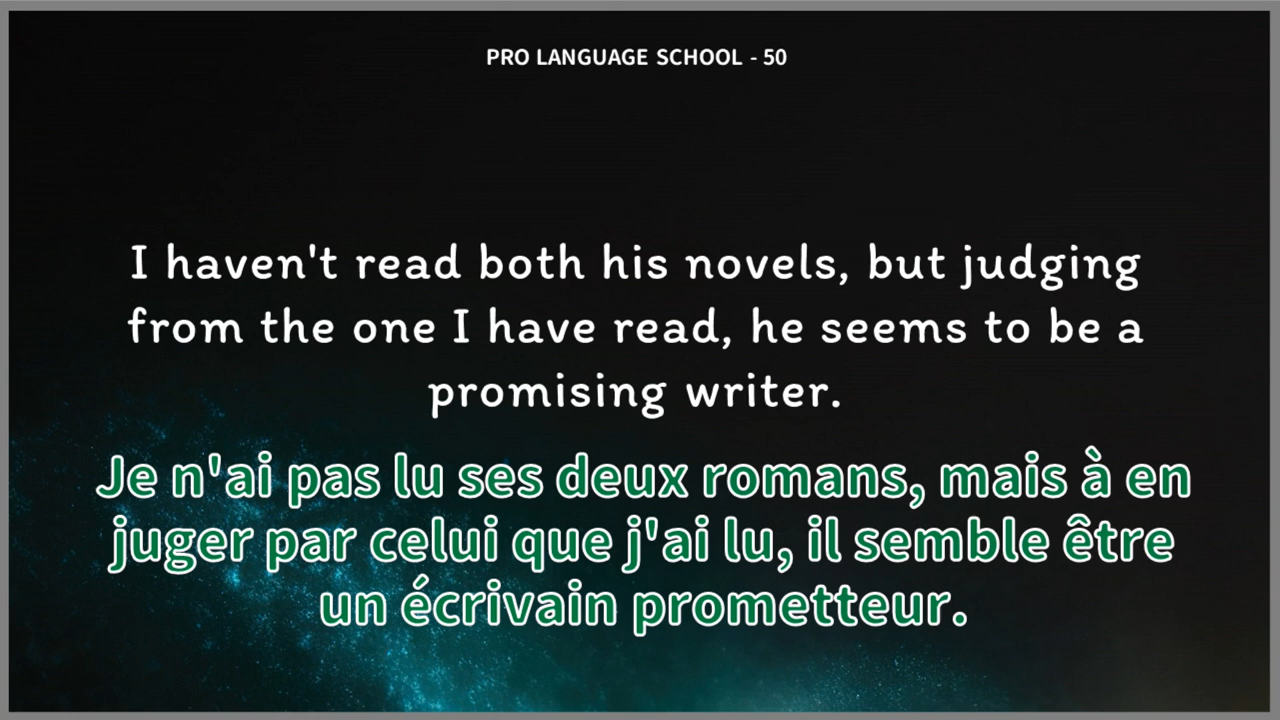 PRO LANGUAGE SCHOOL - 50
I haven't read both his novels, but judging
from the one I have read, he seems to be a
promising writer.
Je n'ai pas lu ses deux romans, mais à en
juger par celui que j'ai lu, il semble être
un écrivain prometteur.